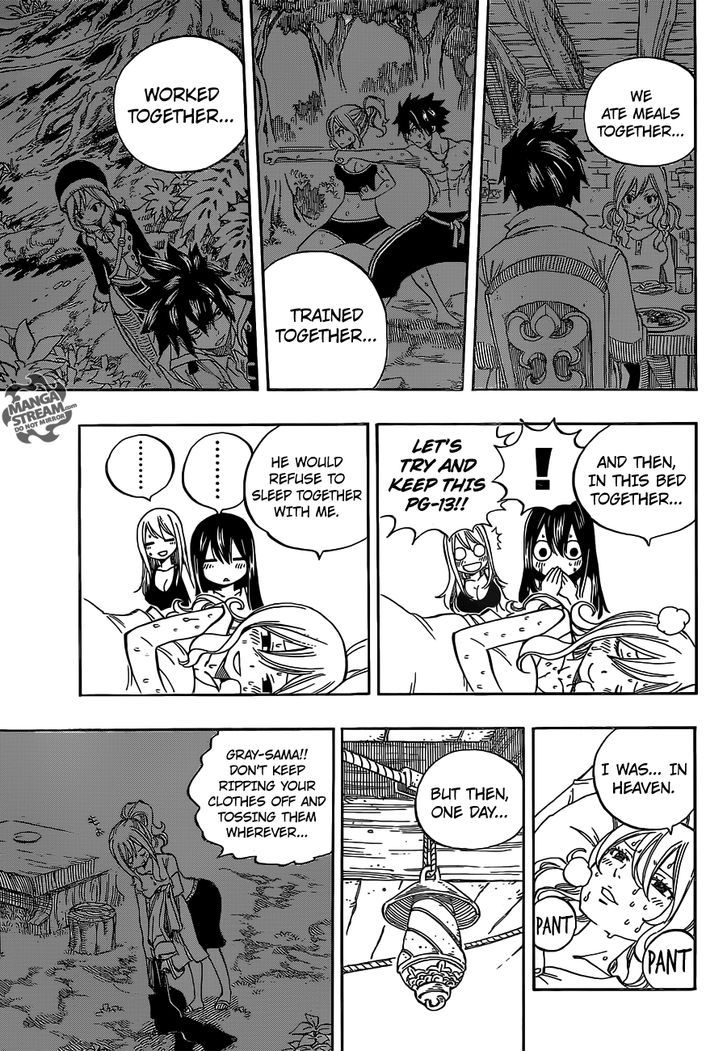 WE
ATE MEALS
TOGETHER...
TRAINED
TOGETHER...
WORKED
TOGETHER...
AND THEN,
IN THIS BED
TOGETHER...
!
LET'S
TRY AND
KEEP THIS
PG-13!!
HE WOULD
REFUSE TO
SLEEP TOGETHER
WITH ME.
........
........
MANGA
STREAM.com
DO NOT MIRROR!
I WAS... IN
HEAVEN.
PANT
PANT
BUT THEN,
ONE DAY...
GRAY-SAMA!!
DON'T KEEP
RIPPING YOUR
CLOTHES OFF AND
TOSSING THEM
WHEREVER...